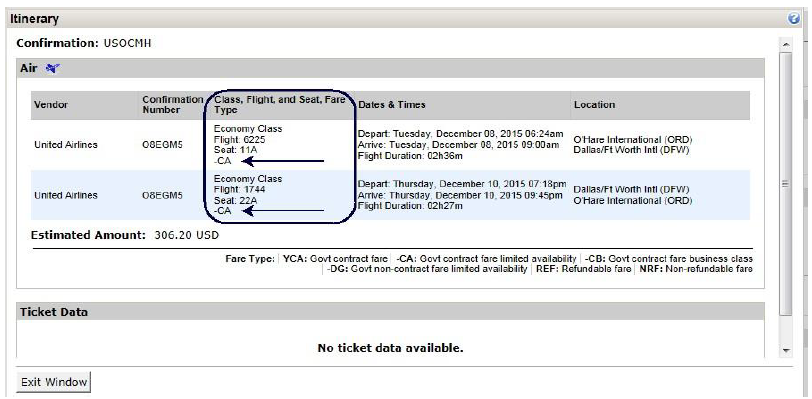 Itinerary
Confirmation: USOCMH
Air
Vendor
Confirmation Number
Class, Flight, and Seat, Fare Type
Dates & Times
Location
United Airlines
O8EGM5
Economy Class
Flight: 6225
Seat: 11A
-CA
Depart: Tuesday, December 08, 2015 06:24am
Arrive: Tuesday, December 08, 2015 09:00am
Flight Duration: 02h36m
O'Hare International (ORD)
Dallas/Ft Worth Intl (DFW)
United Airlines
O8EGM5
Economy Class
Flight: 1744
Seat: 22A
-CA
Depart: Thursday, December 10, 2015 07:18pm
Arrive: Thursday, December 10, 2015 09:45pm
Flight Duration: 02h27m
Dallas/Ft Worth Intl (DFW)
O'Hare International (ORD)
Estimated Amount: 306.20 USD
Fare Type: | YCA: Govt contract fare | -CA: Govt contract fare limited availability | -CB: Govt contract fare business class
| -DG: Govt non-contract fare limited availability | REF: Refundable fare | NRF: Non-refundable fare
Ticket Data
No ticket data available.
Exit Window